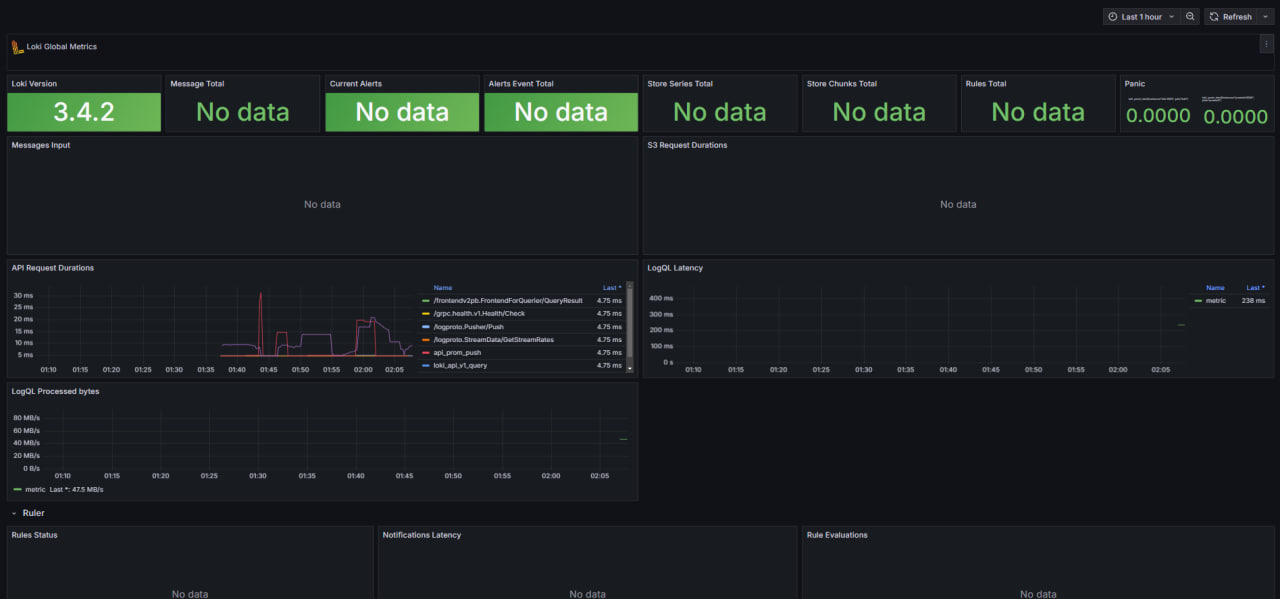 Last 1 hour
Refresh
Loki Global Metrics
Loki Version
3.4.2
Message Total
No data
Current Alerts
No data
Alerts Event Total
No data
Store Series Total
No data
Store Chunks Total
No data
Rules Total
No data
Panic
0.0000
0.0000
Messages Input
No data
S3 Request Durations
No data
API Request Durations
30 ms
25 ms
20 ms
15 ms
10 ms
5 ms
01:10 01:15 01:20 01:25 01:30 01:35 01:40 01:45 01:50 01:55 02:00 02:05
Name Last *
/frontendv2pb.FrontendForQuerier/QueryResult 4.75 ms
/grpc.health.v1.Health/Check 4.75 ms
/logproto.Pusher/Push 4.75 ms
/logproto.StreamData/GetStreamRates 4.75 ms
api_prom_push 4.75 ms
loki_api_v1_query 4.75 ms
LogQL Latency
400 ms
300 ms
200 ms
100 ms
0 s
01:10 01:15 01:20 01:25 01:30 01:35 01:40 01:45 01:50 01:55 02:00 02:05
Name Last *
metric 238 ms
LogQL Processed bytes
80 MB/s
60 MB/s
40 MB/s
20 MB/s
0 B/s
01:10 01:15 01:20 01:25 01:30 01:35 01:40 01:45 01:50 01:55 02:00 02:05
metric Last *: 47.5 MB/s
Ruler
Rules Status
No data
Notifications Latency
No data
Rule Evaluations
No data